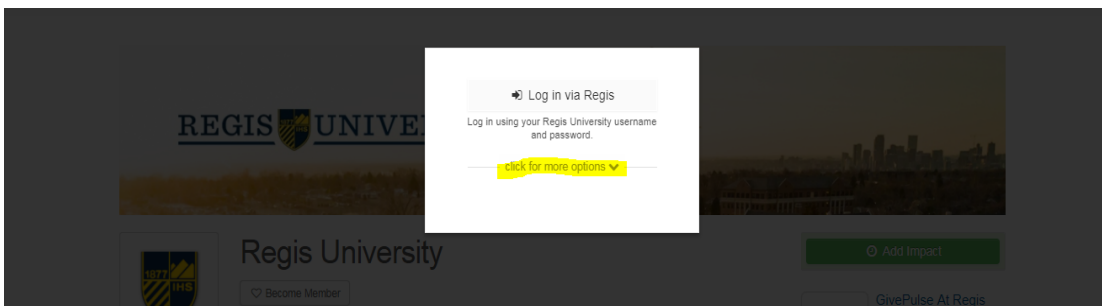 Log in via Regis
REGIS UNIVE
Log in using your Regis University username
and password.
click for more options
Regis University
Add Impact
1877
IHS
Become Member
GivePulse At Regis